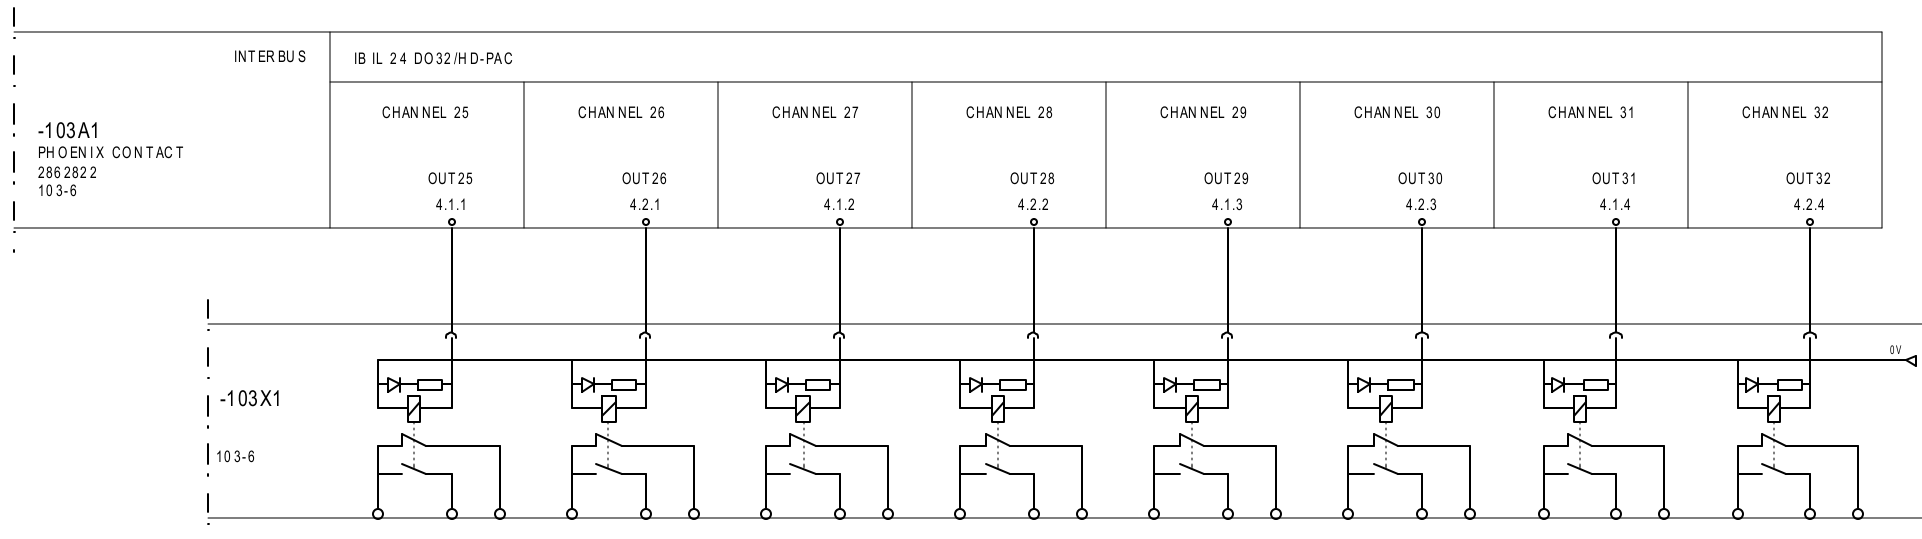 INTERBUS
IB IL 24 DO32/HD-PAC
-103A1
PHOENIX CONTACT
2862822
103-6
CHANNEL 25
OUT25
4.1.1
CHANNEL 26
OUT26
4.2.1
CHANNEL 27
OUT27
4.1.2
CHANNEL 28
OUT28
4.2.2
CHANNEL 29
OUT29
4.1.3
CHANNEL 30
OUT30
4.2.3
CHANNEL 31
OUT31
4.1.4
CHANNEL 32
OUT32
4.2.4
0V
-103X1
103-6